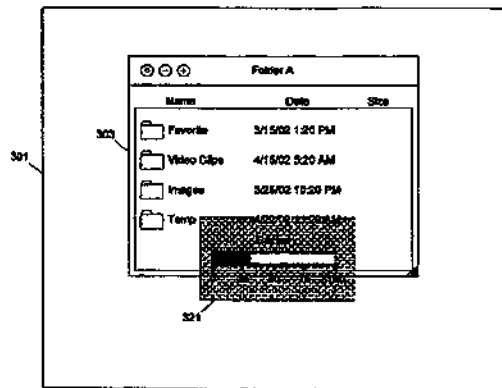 Folder A
Name Date Size
303
Favorite 3/15/02 1:20 PM
301
Video Clips 4/15/02 5:20 AM
Images 5/25/02 10:20 PM
Temp
321